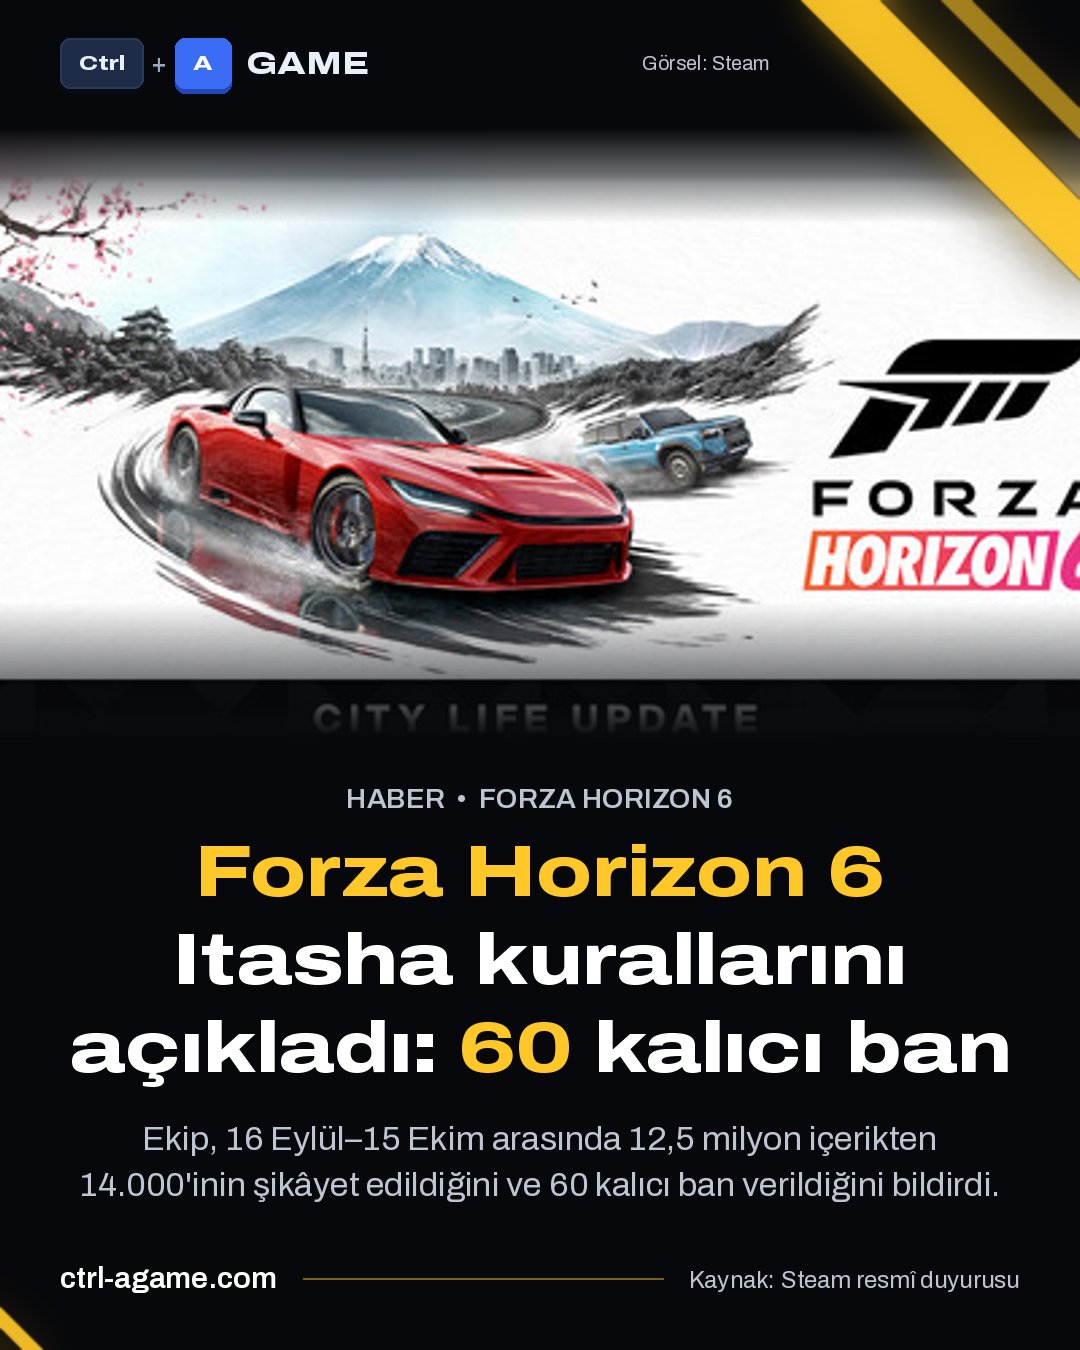 Ctrl + A GAME
Görsel: Steam
FORZA
HORIZON 6
CITY LIFE UPDATE
HABER • FORZA HORIZON 6
Forza Horizon 6
Itasha kurallarını
açıkladı: 60 kalıcı ban
Ekip, 16 Eylül–15 Ekim arasında 12,5 milyon içerikten
14.000'inin şikâyet edildiğini ve 60 kalıcı ban verildiğini bildirdi.
ctrl-agame.com
Kaynak: Steam resmî duyurusu